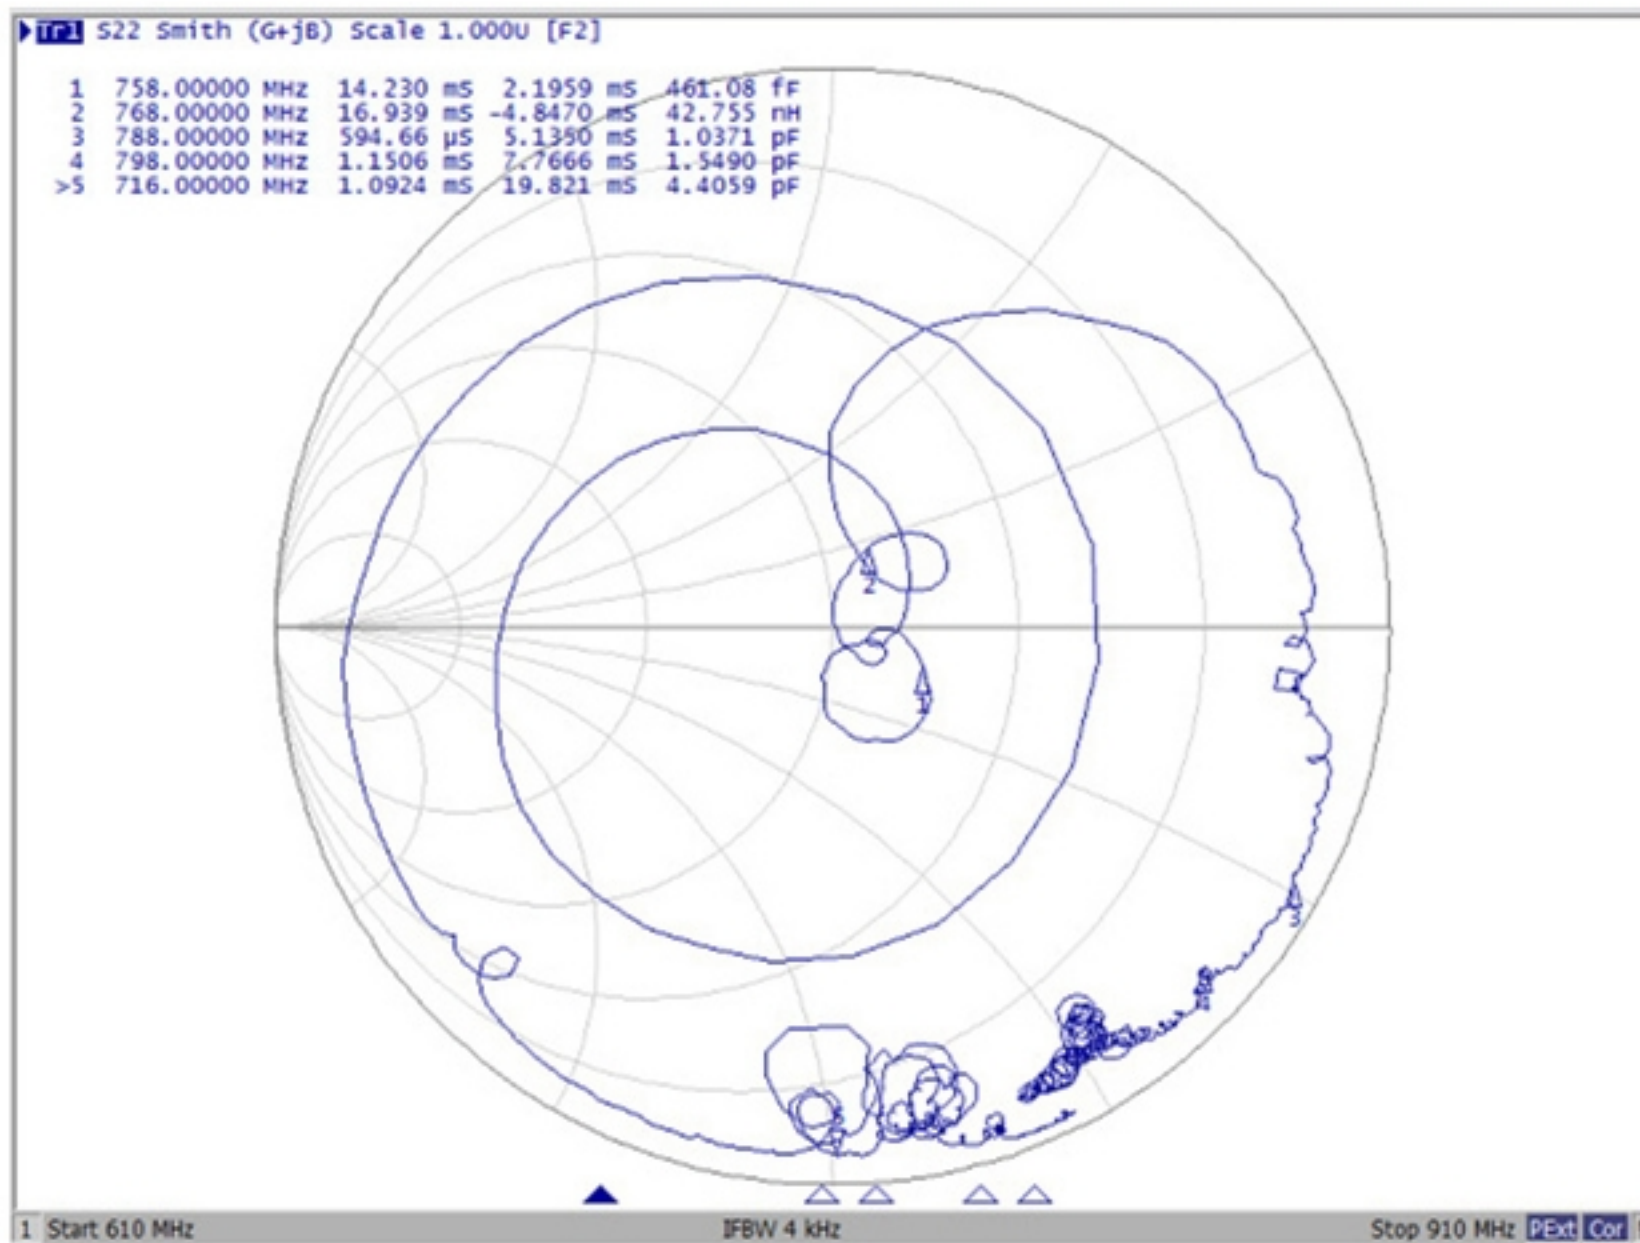 Tr1 S22 Smith (G+jB) Scale 1.000U [F2]
1 758.00000 MHz 14.230 mS 2.1959 mS 461.08 fF
2 768.00000 MHz 16.939 mS -4.8470 mS 42.755 nH
3 788.00000 MHz 594.66 µS 5.1350 mS 1.0371 pF
4 798.00000 MHz 1.1506 mS 7.7666 mS 1.5490 pF
>5 716.00000 MHz 1.0924 mS 19.821 mS 4.4059 pF
2
1
3
1 Start 610 MHz IFBW 4 kHz Stop 910 MHz PExt Cor